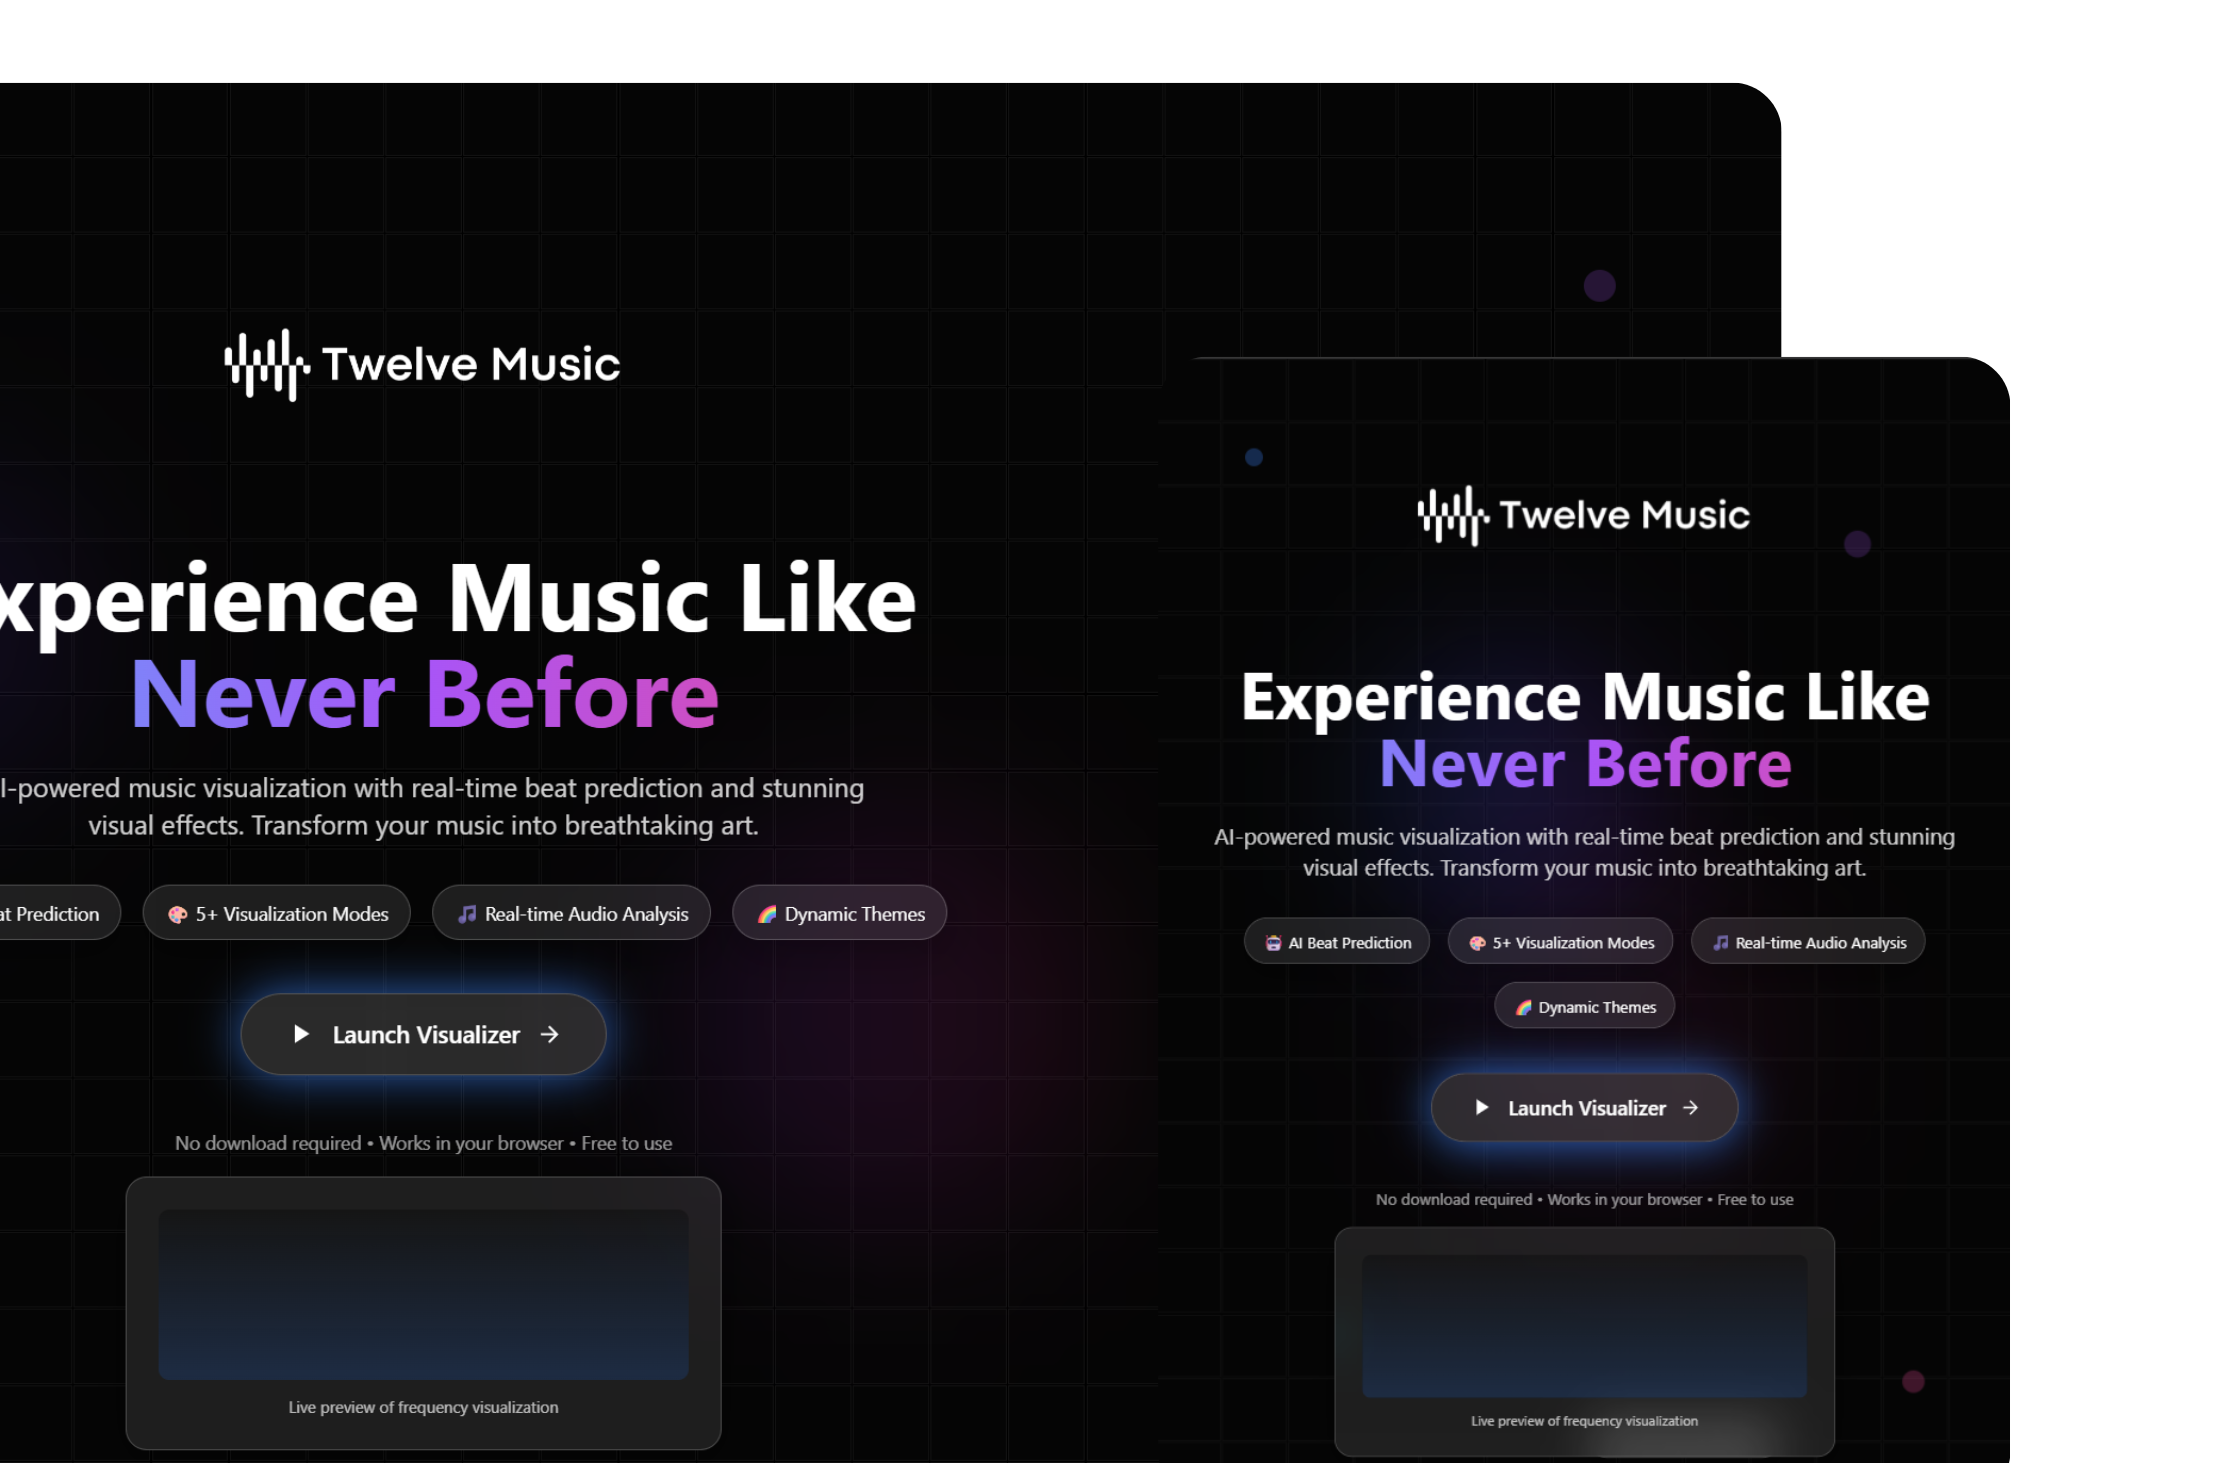 Twelve Music
xperience Music Like
Never Before
I-powered music visualization with real-time beat prediction and stunning
visual effects. Transform your music into breathtaking art.
at Prediction
5+ Visualization Modes
Real-time Audio Analysis
Dynamic Themes
Launch Visualizer
No download required • Works in your browser • Free to use
Live preview of frequency visualization
Twelve Music
Experience Music Like
Never Before
AI-powered music visualization with real-time beat prediction and stunning
visual effects. Transform your music into breathtaking art.
AI Beat Prediction
5+ Visualization Modes
Real-time Audio Analysis
Dynamic Themes
Launch Visualizer
No download required • Works in your browser • Free to use
Live preview of frequency visualization